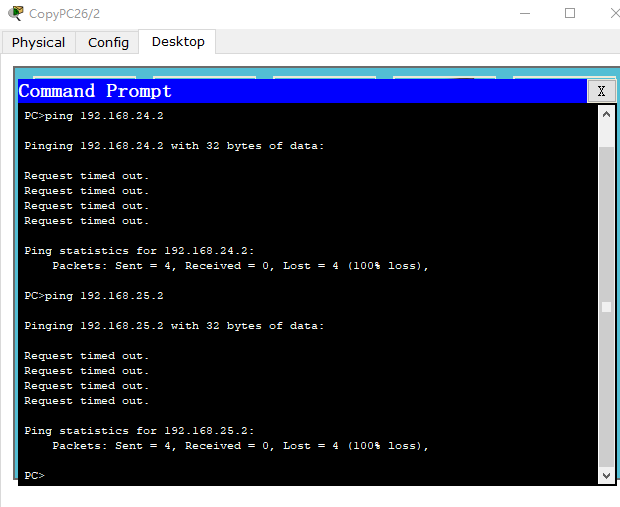 CopyPC26/2
Physical Config Desktop
Command Prompt X
PC>ping 192.168.24.2
Pinging 192.168.24.2 with 32 bytes of data:
Request timed out.
Request timed out.
Request timed out.
Request timed out.
Ping statistics for 192.168.24.2:
Packets: Sent = 4, Received = 0, Lost = 4 (100% loss),
PC>ping 192.168.25.2
Pinging 192.168.25.2 with 32 bytes of data:
Request timed out.
Request timed out.
Request timed out.
Request timed out.
Ping statistics for 192.168.25.2:
Packets: Sent = 4, Received = 0, Lost = 4 (100% loss),
PC>